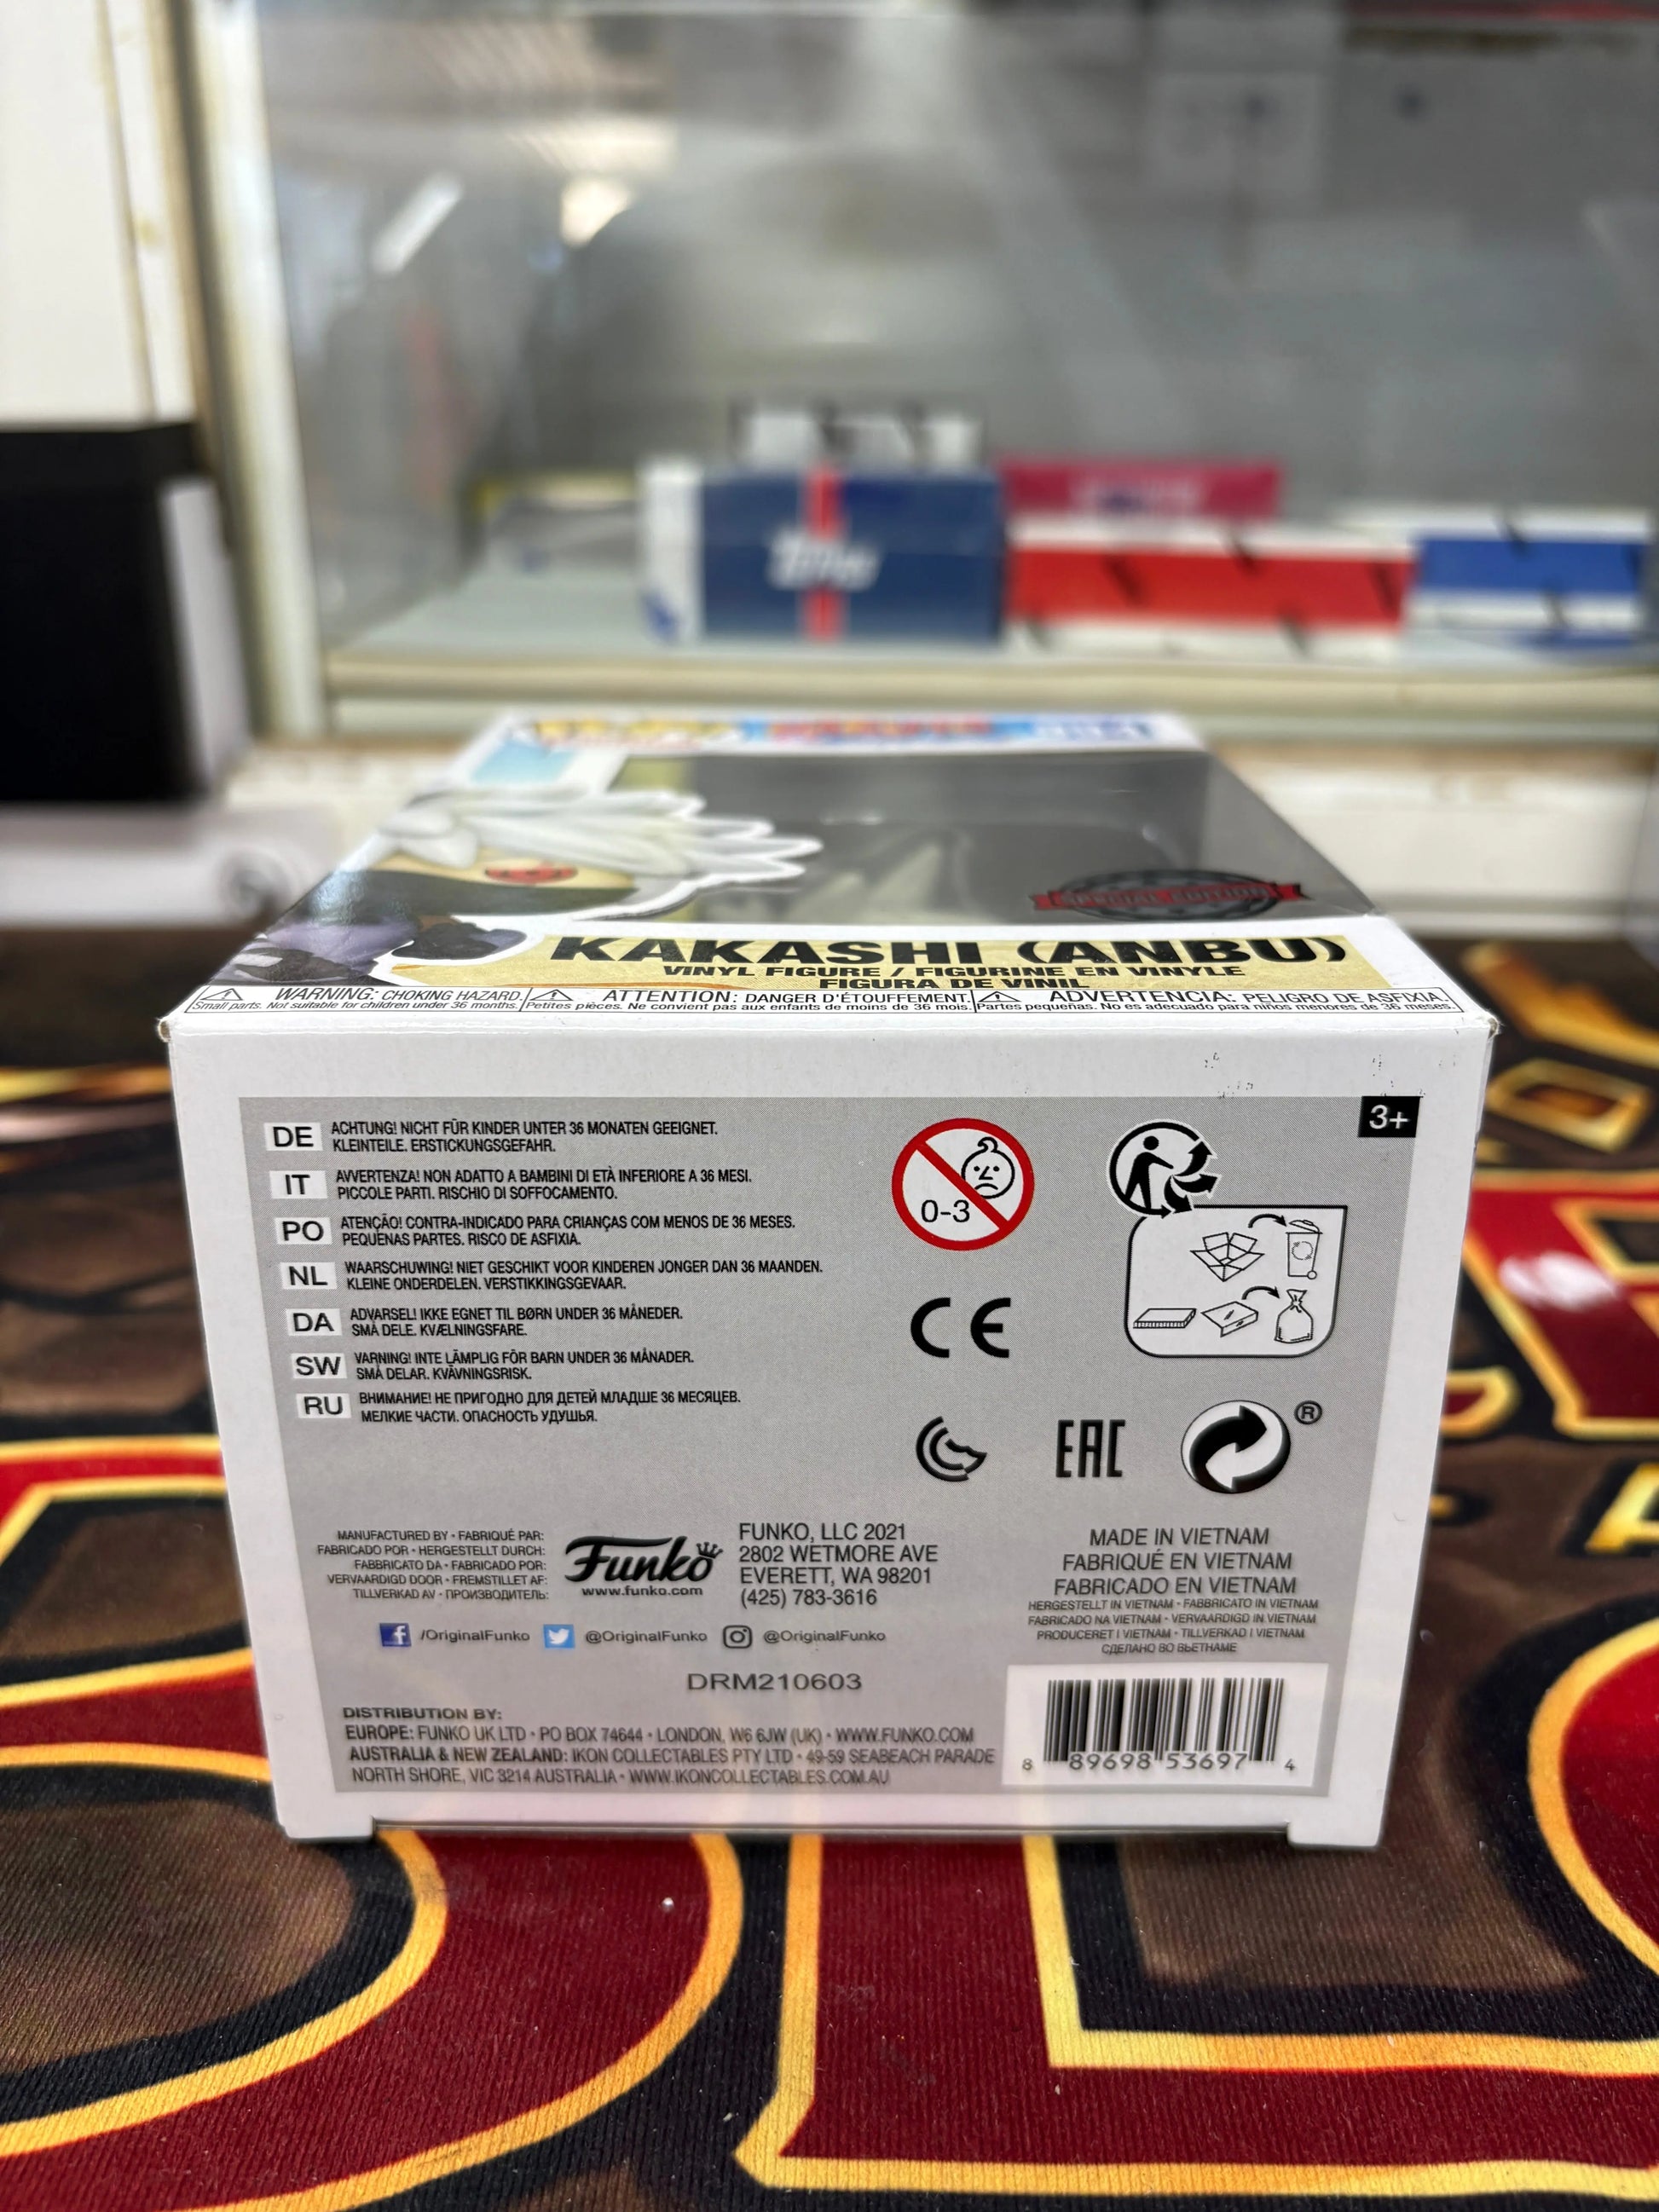 Topps
SPECIAL EDITION
KAKASHI (ANBU)
VINYL FIGURE / FIGURINE EN VINYLE
FIGURA DE VINIL
WARNING: CHOKING HAZARD.
Small parts. Not suitable for children under 36 months.
ATTENTION: DANGER D'ÉTOUFFEMENT.
Petites pièces. Ne convient pas aux enfants de moins de 36 mois.
ADVERTENCIA: PELIGRO DE ASFIXIA.
Partes pequeñas. No es adecuado para niños menores de 36 meses.
3+
DE ACHTUNG! NICHT FÜR KINDER UNTER 36 MONATEN GEEIGNET.
KLEINTEILE. ERSTICKUNGSGEFAHR.
IT AVVERTENZA! NON ADATTO A BAMBINI DI ETÀ INFERIORE A 36 MESI.
PICCOLE PARTI. RISCHIO DI SOFFOCAMENTO.
PO ATENÇÃO! CONTRA-INDICADO PARA CRIANÇAS COM MENOS DE 36 MESES.
PEQUENAS PARTES. RISCO DE ASFIXIA.
NL WAARSCHUWING! NIET GESCHIKT VOOR KINDEREN JONGER DAN 36 MAANDEN.
KLEINE ONDERDELEN. VERSTIKKINGSGEVAAR.
DA ADVARSEL! IKKE EGNET TIL BØRN UNDER 36 MÅNEDER.
SMÅ DELE. KVÆLNINGSFARE.
SW VARNING! INTE LÄMPLIG FÖR BARN UNDER 36 MÅNADER.
SMÅ DELAR. KVÄVNINGSRISK.
RU ВНИМАНИЕ! НЕ ПРИГОДНО ДЛЯ ДЕТЕЙ МЛАДШЕ 36 МЕСЯЦЕВ.
МЕЛКИЕ ЧАСТИ. ОПАСНОСТЬ УДУШЬЯ.
0-3
CE
EAC
®
MANUFACTURED BY • FABRIQUÉ PAR:
FABRICADO POR • HERGESTELLT DURCH:
FABBRICATO DA • FABRICADO POR:
VERVAARDIGD DOOR • FREMSTILLET AF:
TILLVERKAD AV • ПРОИЗВОДИТЕЛЬ:
Funko
www.funko.com
FUNKO, LLC 2021
2802 WETMORE AVE
EVERETT, WA 98201
(425) 783-3616
MADE IN VIETNAM
FABRIQUÉ EN VIETNAM
FABRICADO EN VIETNAM
HERGESTELLT IN VIETNAM • FABBRICATO IN VIETNAM
FABRICADO NA VIETNAM • VERVAARDIGD IN VIETNAM
PRODUCERET I VIETNAM • TILLVERKAD I VIETNAM
СДЕЛАНО ВО ВЬЕТНАМЕ
/OriginalFunko @OriginalFunko @OriginalFunko
DRM210603
DISTRIBUTION BY:
EUROPE: FUNKO UK LTD • PO BOX 74644 • LONDON, W6 6JW (UK) • WWW.FUNKO.COM
AUSTRALIA & NEW ZEALAND: IKON COLLECTABLES PTY LTD • 49-59 SEABEACH PARADE
NORTH SHORE, VIC 3214 AUSTRALIA • WWW.IKONCOLLECTABLES.COM.AU
8 89698 53697 4